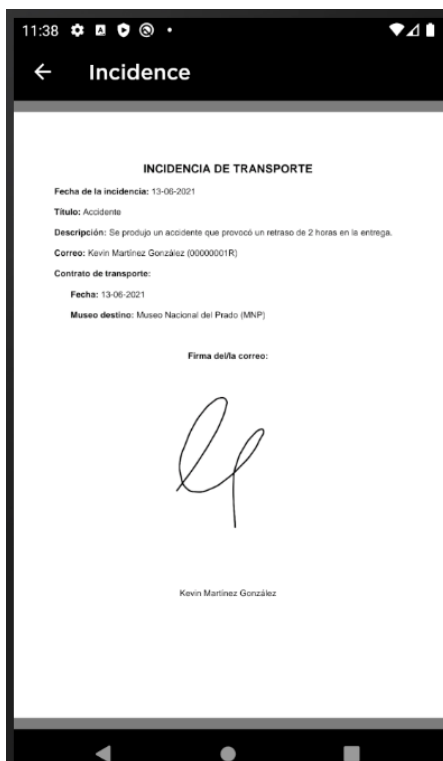 11:38
Incidence
INCIDENCIA DE TRANSPORTE
Fecha de la incidencia: 13-06-2021
Título: Accidente
Descripción: Se produjo un accidente que provocó un retraso de 2 horas en la entrega.
Correo: Kevin Martínez González (00000001R)
Contrato de transporte:
Fecha: 13-06-2021
Museo destino: Museo Nacional del Prado (MNP)
Firma del/la correo:
Kevin Martínez González